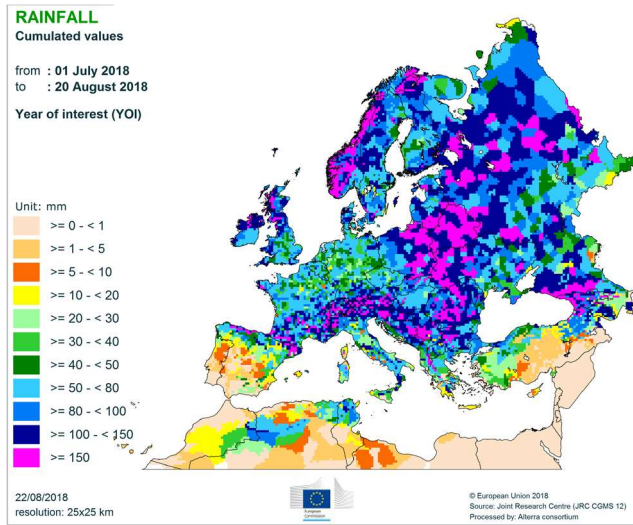 RAINFALL
Cumulated values
from : 01 July 2018
to : 20 August 2018
Year of interest (YOI)
Unit: mm
>= 0 - < 1
>= 1 - < 5
>= 5 - < 10
>= 10 - < 20
>= 20 - < 30
>= 30 - < 40
>= 40 - < 50
>= 50 - < 80
>= 80 - < 100
>= 100 - < 150
>= 150
22/08/2018
resolution: 25x25 km
European
Commission
© European Union 2018
Source: Joint Research Centre (JRC CGMS 12)
Processed by: Alterra consortium